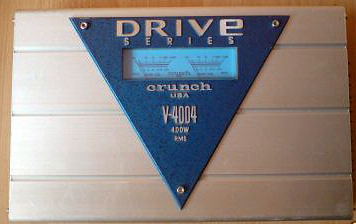 DRIVe
SERIES
crunch
USA
V-4004
400W
RMS